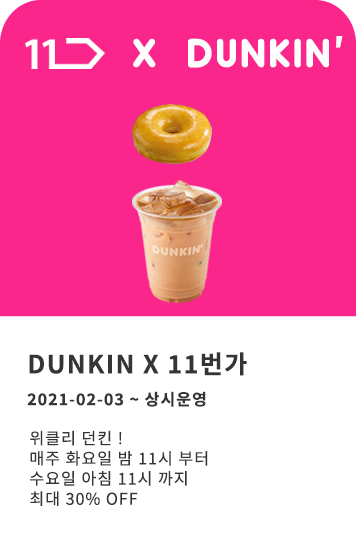 11 X DUNKIN'
DUNKIN'
DUNKIN X 11번가
2021-02-03 ~ 상시운영
위클리 던킨 !
매주 화요일 밤 11시 부터
수요일 아침 11시 까지
최대 30% OFF